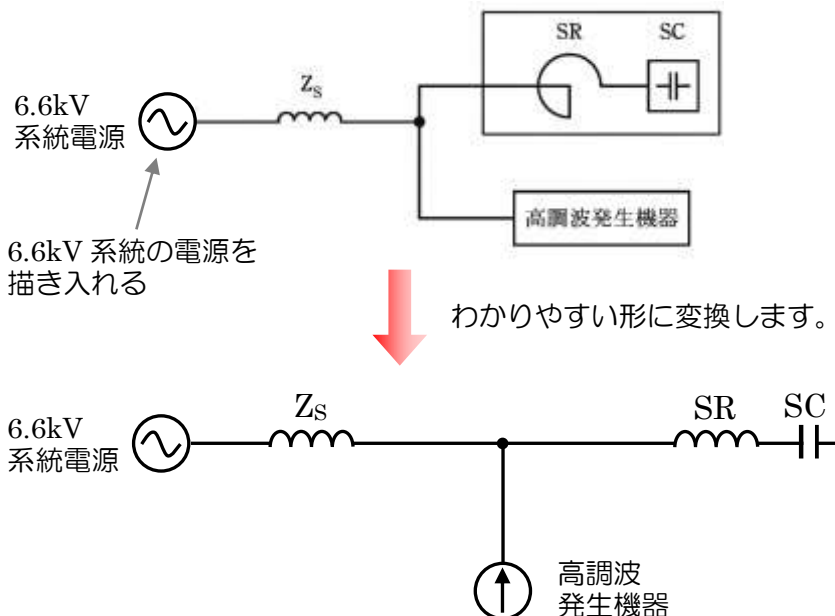 SR SC
Zs
6.6kV
系統電源
高調波発生機器
6.6kV 系統の電源を
描き入れる
わかりやすい形に変換します。
Zs SR SC
6.6kV
系統電源
高調波
発生機器